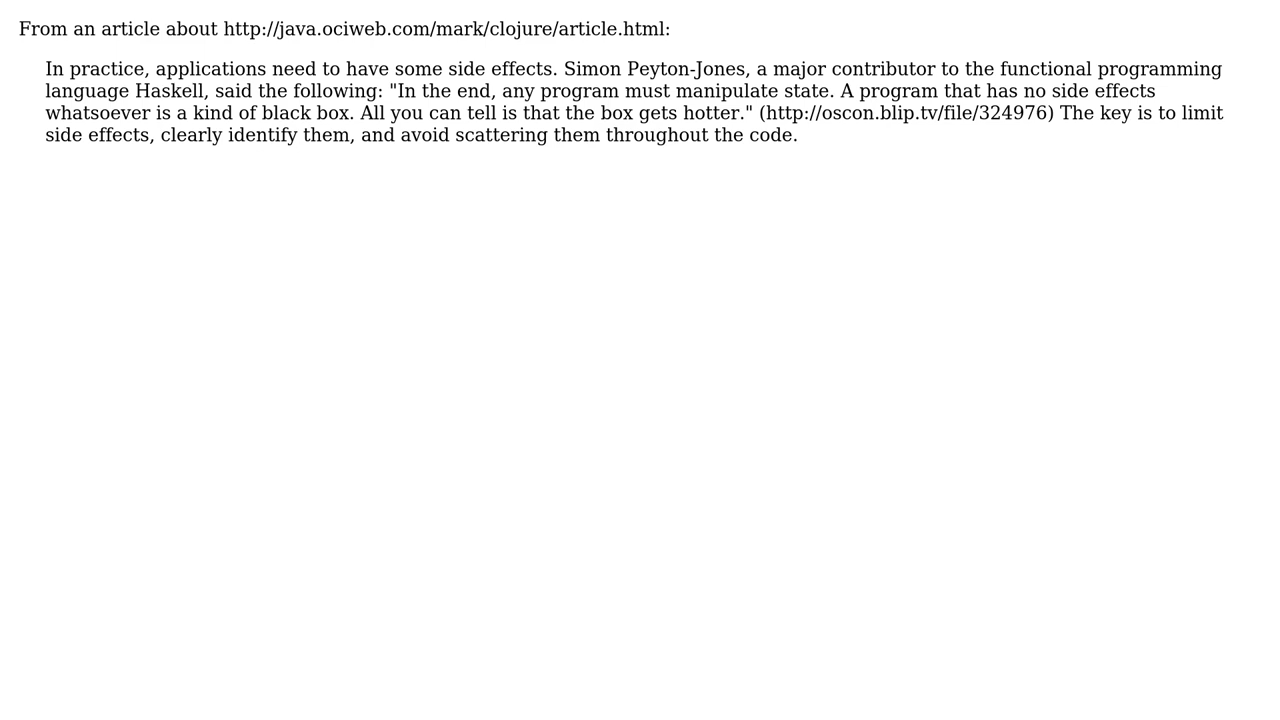 From an article about http://java.ociweb.com/mark/clojure/article.html:
In practice, applications need to have some side effects. Simon Peyton-Jones, a major contributor to the functional programming
language Haskell, said the following: "In the end, any program must manipulate state. A program that has no side effects
whatsoever is a kind of black box. All you can tell is that the box gets hotter." (http://oscon.blip.tv/file/324976) The key is to limit
side effects, clearly identify them, and avoid scattering them throughout the code.